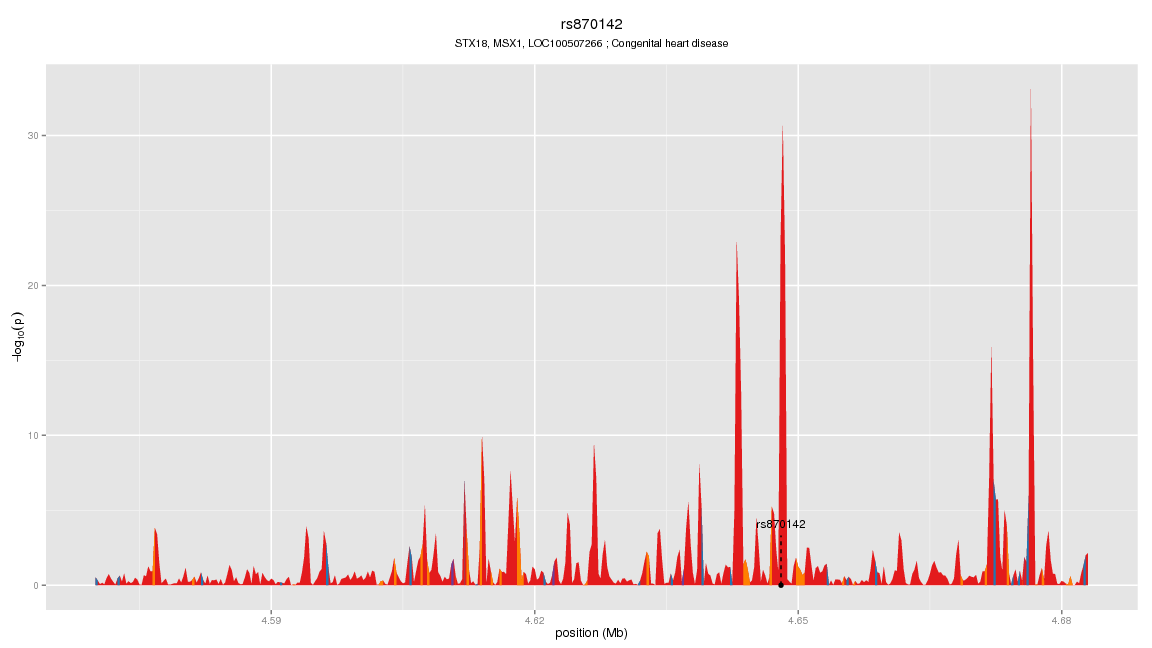 rs870142
STX18, MSX1, LOC100507266 ; Congenital heart disease
30
20
10
0
−log10(p)
rs870142
4.59
4.62
4.65
4.68
position (Mb)